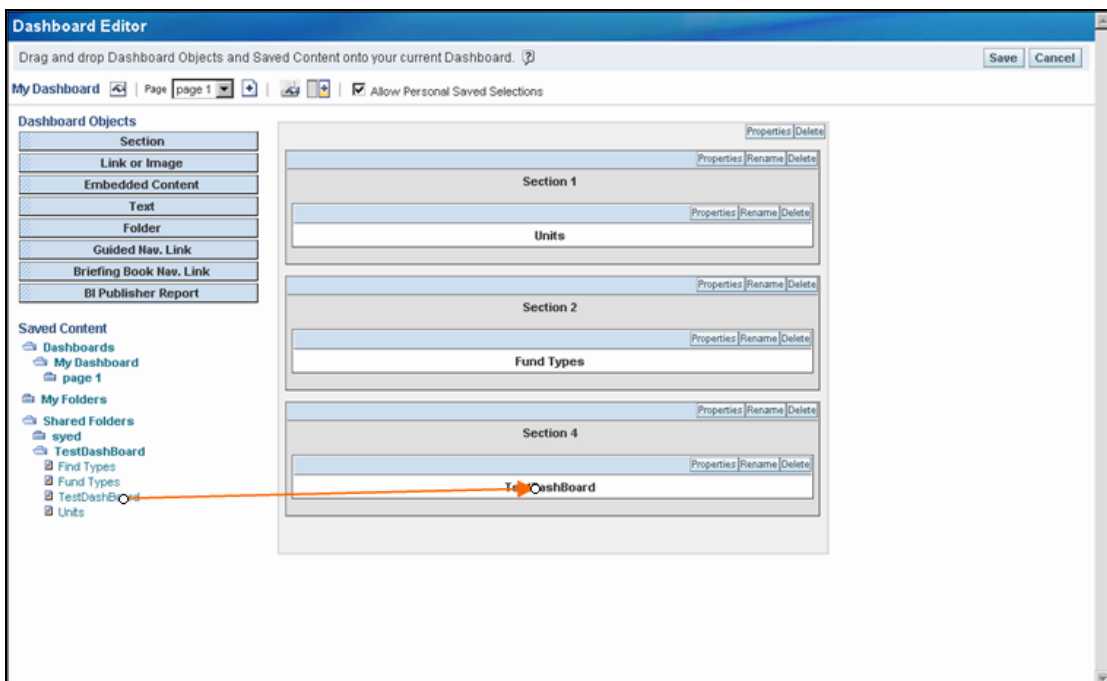 Dashboard Editor
Drag and drop Dashboard Objects and Saved Content onto your current Dashboard. [?]
Save Cancel
My Dashboard | Page page 1 | | Allow Personal Saved Selections
Dashboard Objects
Section
Link or Image
Embedded Content
Text
Folder
Guided Nav. Link
Briefing Book Nav. Link
BI Publisher Report
Saved Content
Dashboards
My Dashboard
page 1
My Folders
Shared Folders
syed
TestDashBoard
Find Types
Fund Types
TestDashBoard
Units
Properties Delete
Properties Rename Delete
Section 1
Properties Rename Delete
Units
Properties Rename Delete
Section 2
Properties Rename Delete
Fund Types
Properties Rename Delete
Section 4
Properties Rename Delete
TestDashBoard